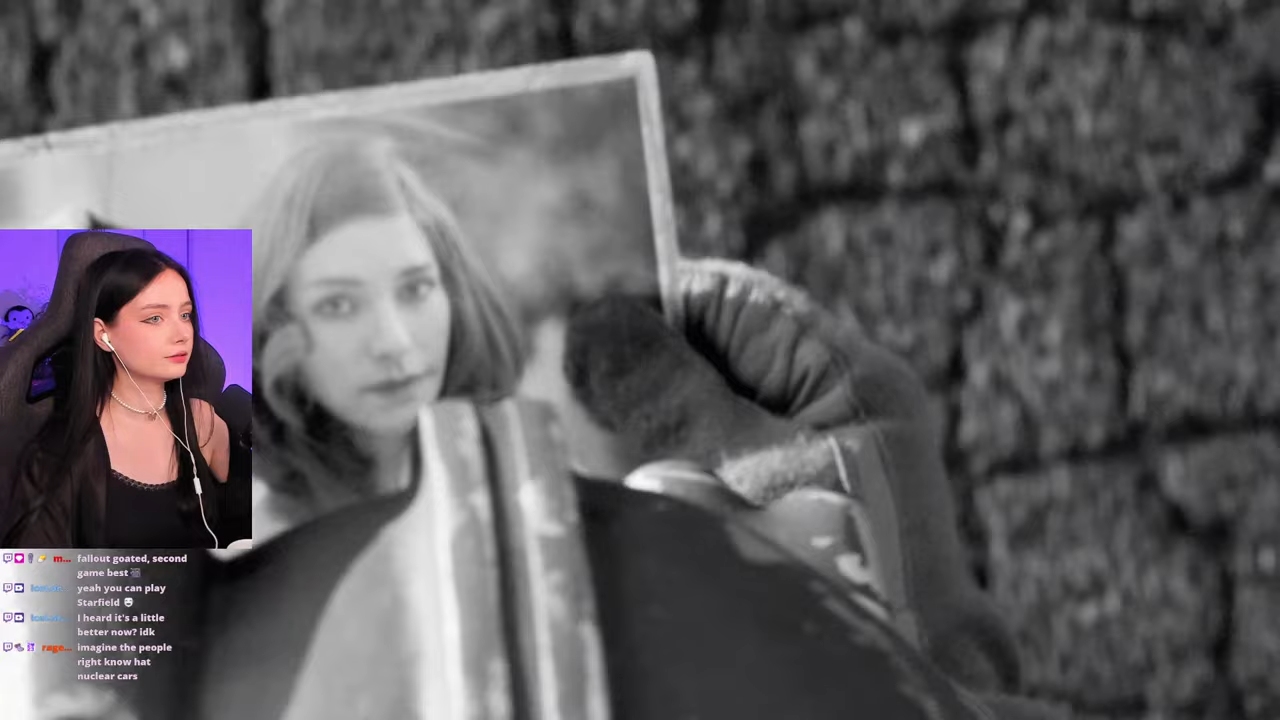 m... fallout goated, second
game best
yeah you can play
Starfield
I heard it's a little
better now? idk
rage... imagine the people
right know hat
nuclear cars